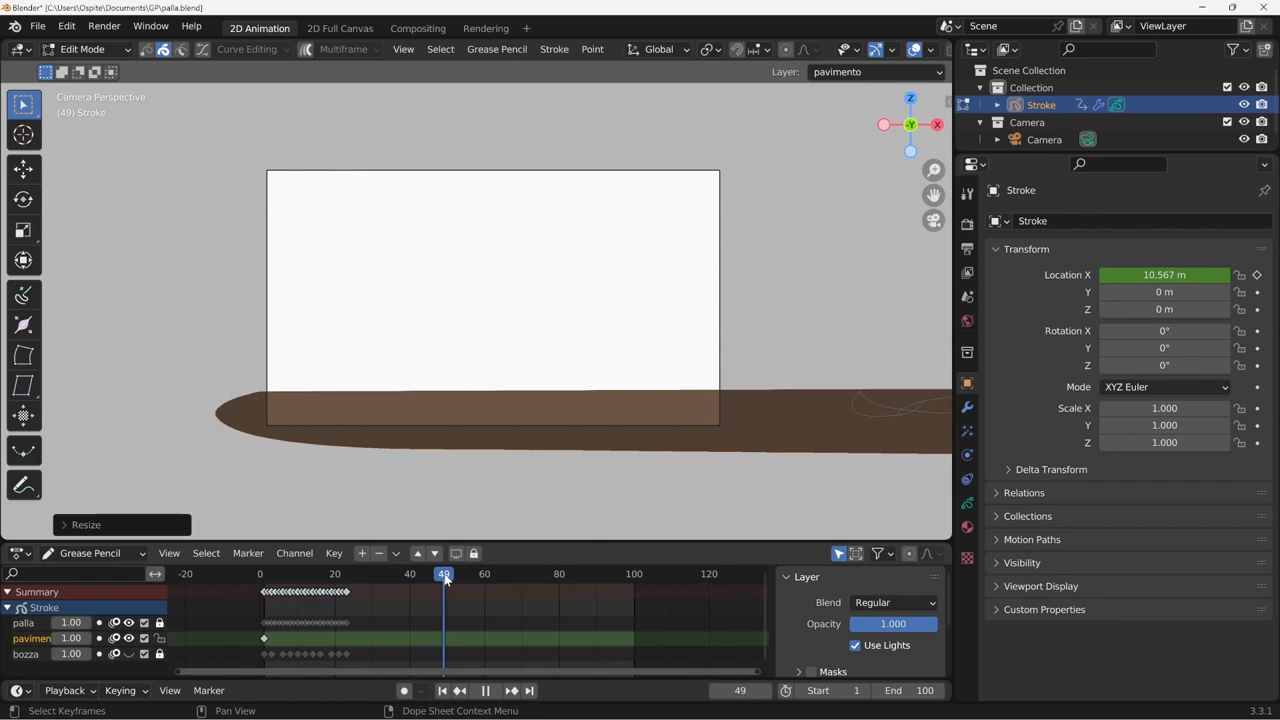 Blender* [C:\Users\Ospite\Documents\GP\palla.blend]
File Edit Render Window Help 2D Animation 2D Full Canvas Compositing Rendering + Scene ViewLayer
Edit Mode Curve Editing Multiframe View Select Grease Pencil Stroke Point Global
Layer: pavimento
Camera Perspective
(49) Stroke
Z
-Y
X
Resize
Scene Collection
Collection
Stroke
Camera
Camera
Stroke
Stroke
Transform
Location X 10.567 m
Y 0 m
Z 0 m
Rotation X 0°
Y 0°
Z 0°
Mode XYZ Euler
Scale X 1.000
Y 1.000
Z 1.000
Delta Transform
Relations
Collections
Motion Paths
Visibility
Viewport Display
Custom Properties
Grease Pencil View Select Marker Channel Key
-20 0 20 40 49 60 80 100 120
Summary
Stroke
palla 1.00
pavimen 1.00
bozza 1.00
Layer
Blend Regular
Opacity 1.000
Use Lights
Masks
Playback Keying View Marker 49 Start 1 End 100
Select Keyframes Pan View Dope Sheet Context Menu 3.3.1